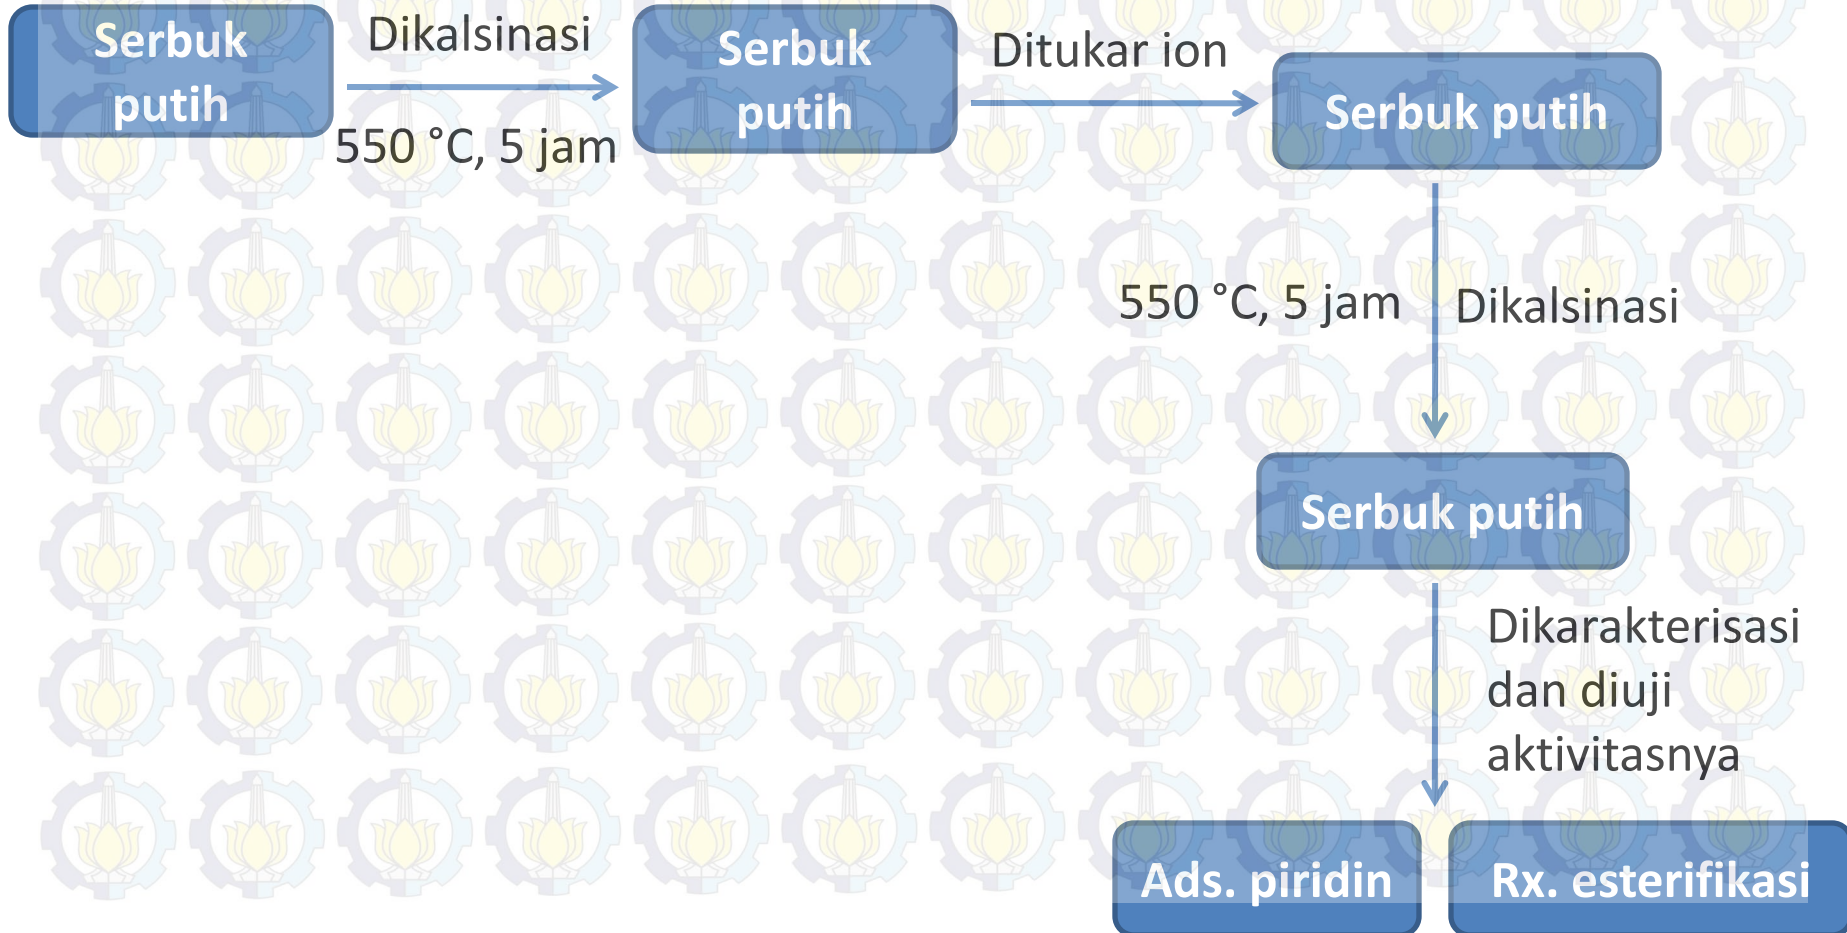 Serbuk
putih
Dikalsinasi
550 °C, 5 jam
Serbuk
putih
Ditukar ion
Serbuk putih
550 °C, 5 jam
Dikalsinasi
Serbuk putih
Dikarakterisasi
dan diuji
aktivitasnya
Ads. piridin
Rx. esterifikasi